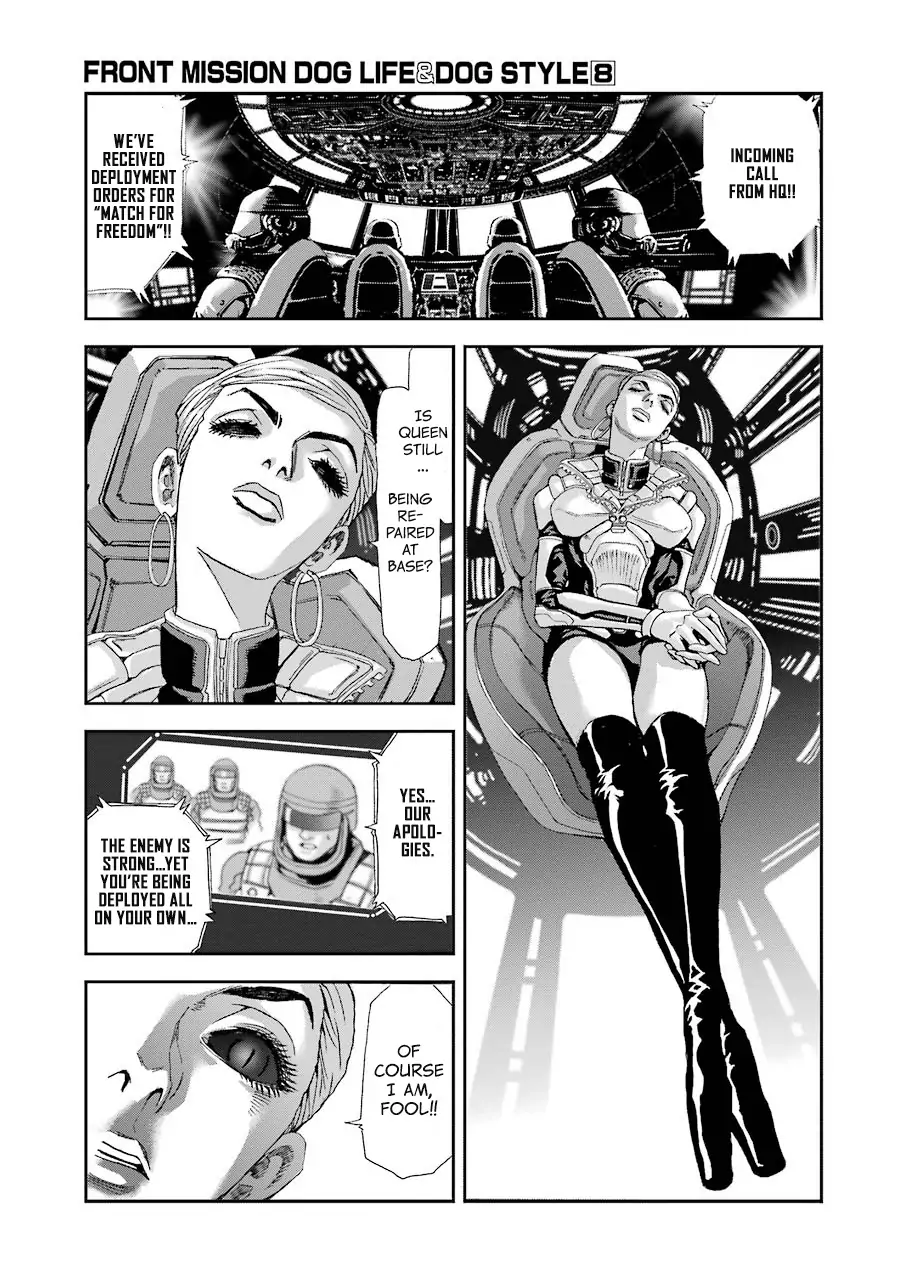 FRONT MISSION DOG LIFE&DOG STYLE 8
INCOMING
CALL
FROM HQ!!
WE'VE
RECEIVED
DEPLOYMENT
ORDERS FOR
"MATCH FOR
FREEDOM"!!
IS
QUEEN
STILL
...
BEING
RE-
PAIRED
AT
BASE?
YES...
OUR
APOLO-
GIES.
THE ENEMY IS
STRONG...YET
YOU'RE BEING
DEPLOYED ALL
ON YOUR OWN...
OF
COURSE
I AM,
FOOL!!